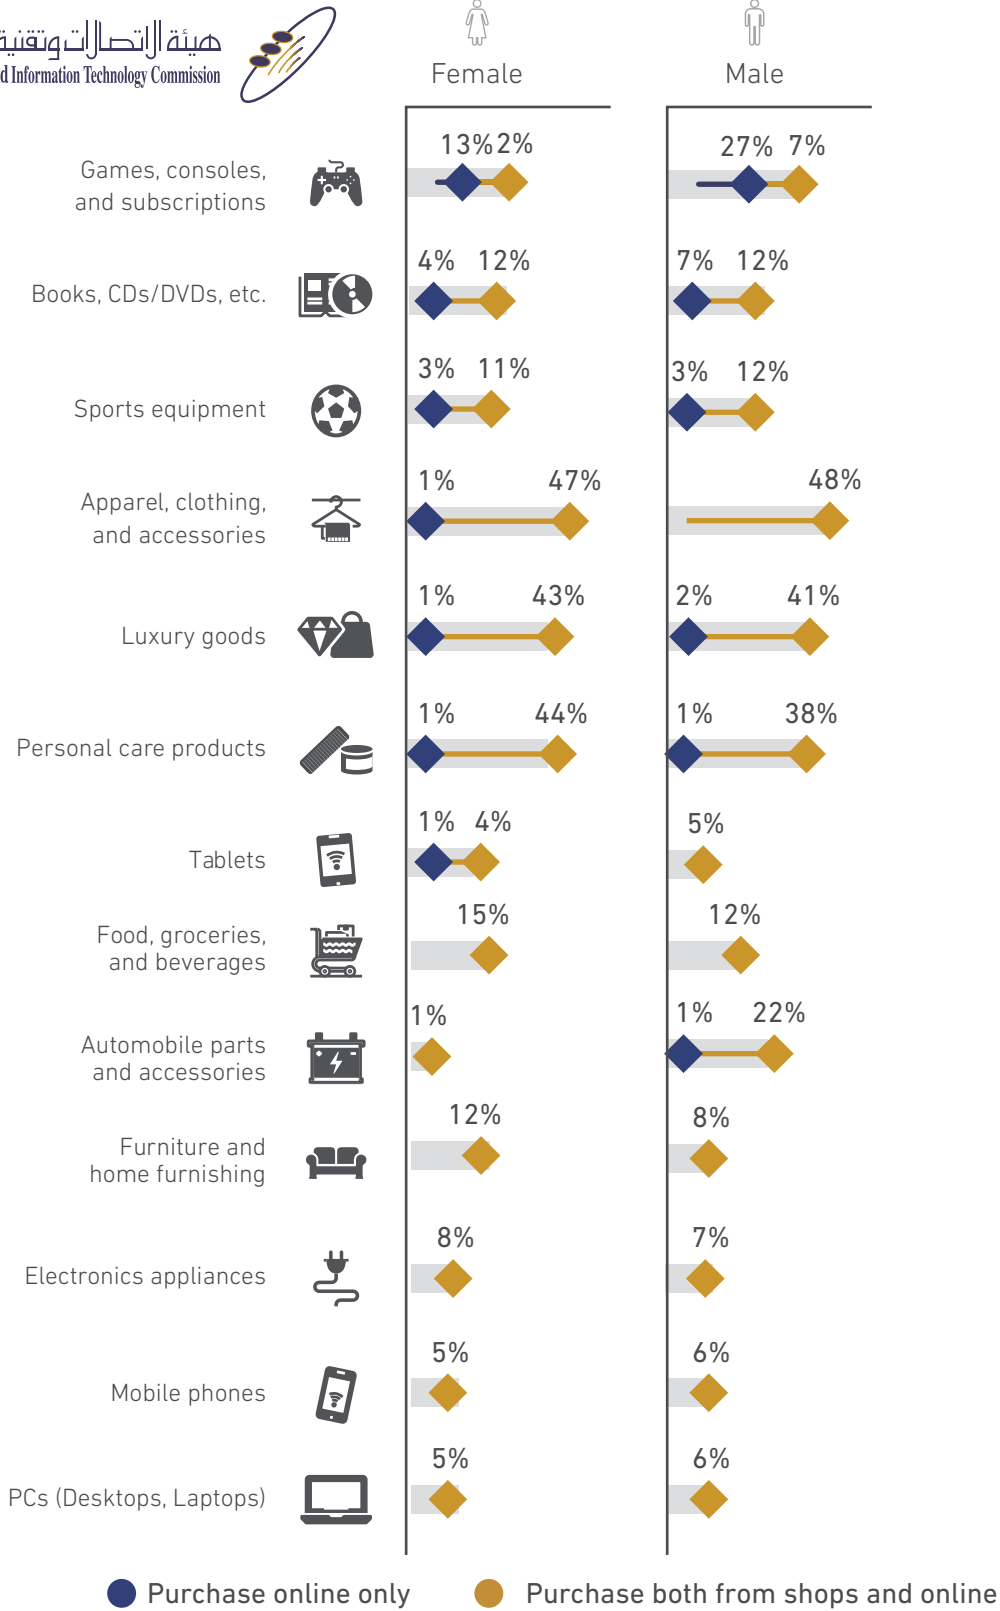 هيئة الاتصالات وتقنية
d Information Technology Commission
Female
Male
13% 2%
27% 7%
Games, consoles,
and subscriptions
4% 12%
7% 12%
Books, CDs/DVDs, etc.
3% 11%
3% 12%
Sports equipment
1% 47%
48%
Apparel, clothing,
and accessories
1% 43%
2% 41%
Luxury goods
1% 44%
1% 38%
Personal care products
1% 4%
5%
Tablets
15%
12%
Food, groceries,
and beverages
1%
1% 22%
Automobile parts
and accessories
12%
8%
Furniture and
home furnishing
8%
7%
Electronics appliances
5%
6%
Mobile phones
5%
6%
PCs (Desktops, Laptops)
Purchase online only
Purchase both from shops and online